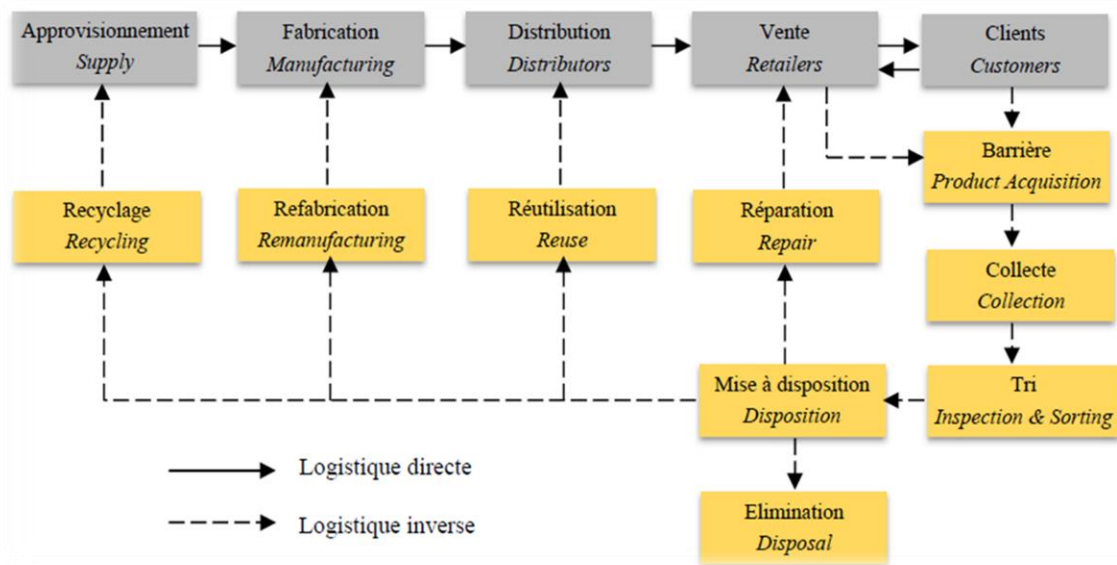 Approvisionnement
Supply
Fabrication
Manufacturing
Distribution
Distributors
Vente
Retailers
Clients
Customers
Barrière
Product Acquisition
Recyclage
Recycling
Refabrication
Remanufacturing
Réutilisation
Reuse
Réparation
Repair
Collecte
Collection
Mise à disposition
Disposition
Tri
Inspection & Sorting
Logistique directe
Logistique inverse
Elimination
Disposal